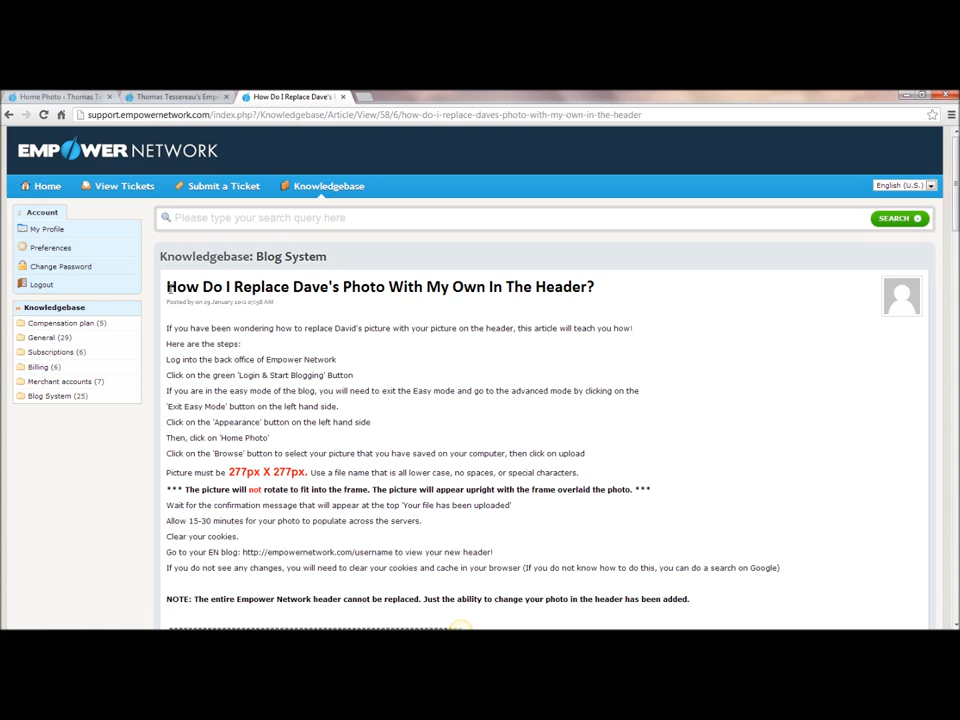 Home Photo ‹ Thomas Te
Thomas Tessereau's Emp
How Do I Replace Dave's
support.empowernetwork.com/index.php?/Knowledgebase/Article/View/58/6/how-do-i-replace-daves-photo-with-my-own-in-the-header
EMPOWER NETWORK
Home
View Tickets
Submit a Ticket
Knowledgebase
English (U.S.)
Account
My Profile
Preferences
Change Password
Logout
Knowledgebase
Compensation plan (5)
General (29)
Subscriptions (6)
Billing (6)
Merchant accounts (7)
Blog System (25)
Please type your search query here
SEARCH
Knowledgebase: Blog System
How Do I Replace Dave's Photo With My Own In The Header?
Posted by on 29 January 2012 07:58 AM
If you have been wondering how to replace David's picture with your picture on the header, this article will teach you how!
Here are the steps:
Log into the back office of Empower Network
Click on the green 'Login & Start Blogging' Button
If you are in the easy mode of the blog, you will need to exit the Easy mode and go to the advanced mode by clicking on the
'Exit Easy Mode' button on the left hand side.
Click on the 'Appearance' button on the left hand side
Then, click on 'Home Photo'
Click on the 'Browse' button to select your picture that you have saved on your computer, then click on upload
Picture must be 277px X 277px. Use a file name that is all lower case, no spaces, or special characters.
*** The picture will not rotate to fit into the frame. The picture will appear upright with the frame overlaid the photo. ***
Wait for the confirmation message that will appear at the top 'Your file has been uploaded'
Allow 15-30 minutes for your photo to populate across the servers.
Clear your cookies.
Go to your EN blog: http://empowernetwork.com/username to view your new header!
If you do not see any changes, you will need to clear your cookies and cache in your browser (If you do not know how to do this, you can do a search on Google)
NOTE: The entire Empower Network header cannot be replaced. Just the ability to change your photo in the header has been added.